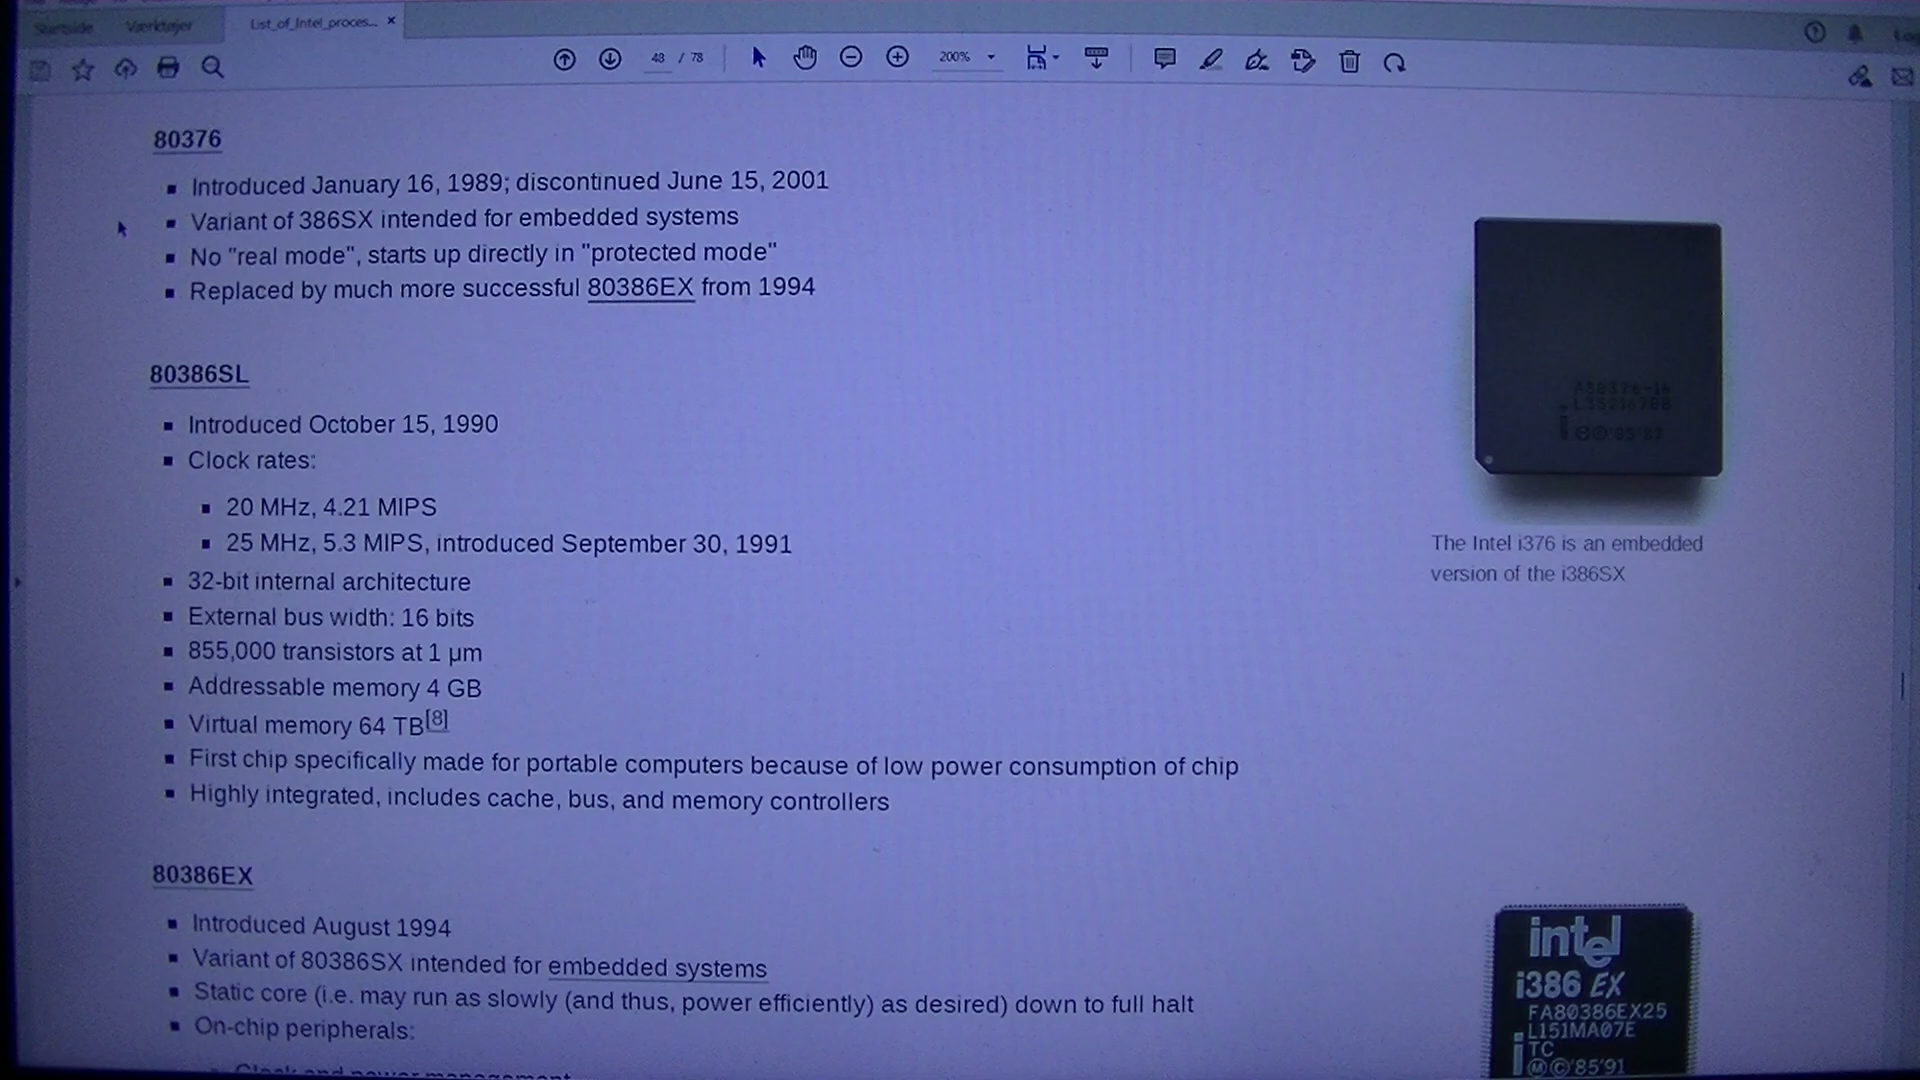 Startside Værktøjer List_of_Intel_proces... ×
48 / 78 200%
80376
▪ Introduced January 16, 1989; discontinued June 15, 2001
▪ Variant of 386SX intended for embedded systems
▪ No "real mode", starts up directly in "protected mode"
▪ Replaced by much more successful 80386EX from 1994
80386SL
▪ Introduced October 15, 1990
▪ Clock rates:
▪ 20 MHz, 4.21 MIPS
▪ 25 MHz, 5.3 MIPS, introduced September 30, 1991
▪ 32-bit internal architecture
▪ External bus width: 16 bits
▪ 855,000 transistors at 1 μm
▪ Addressable memory 4 GB
▪ Virtual memory 64 TB[8]
▪ First chip specifically made for portable computers because of low power consumption of chip
▪ Highly integrated, includes cache, bus, and memory controllers
The Intel i376 is an embedded
version of the i386SX
80386EX
▪ Introduced August 1994
▪ Variant of 80386SX intended for embedded systems
▪ Static core (i.e. may run as slowly (and thus, power efficiently) as desired) down to full halt
▪ On-chip peripherals:
▪ Clock and power management
intel
i386 EX
FA80386EX25
L151MA07E
i TC
Ⓜ©'85'91